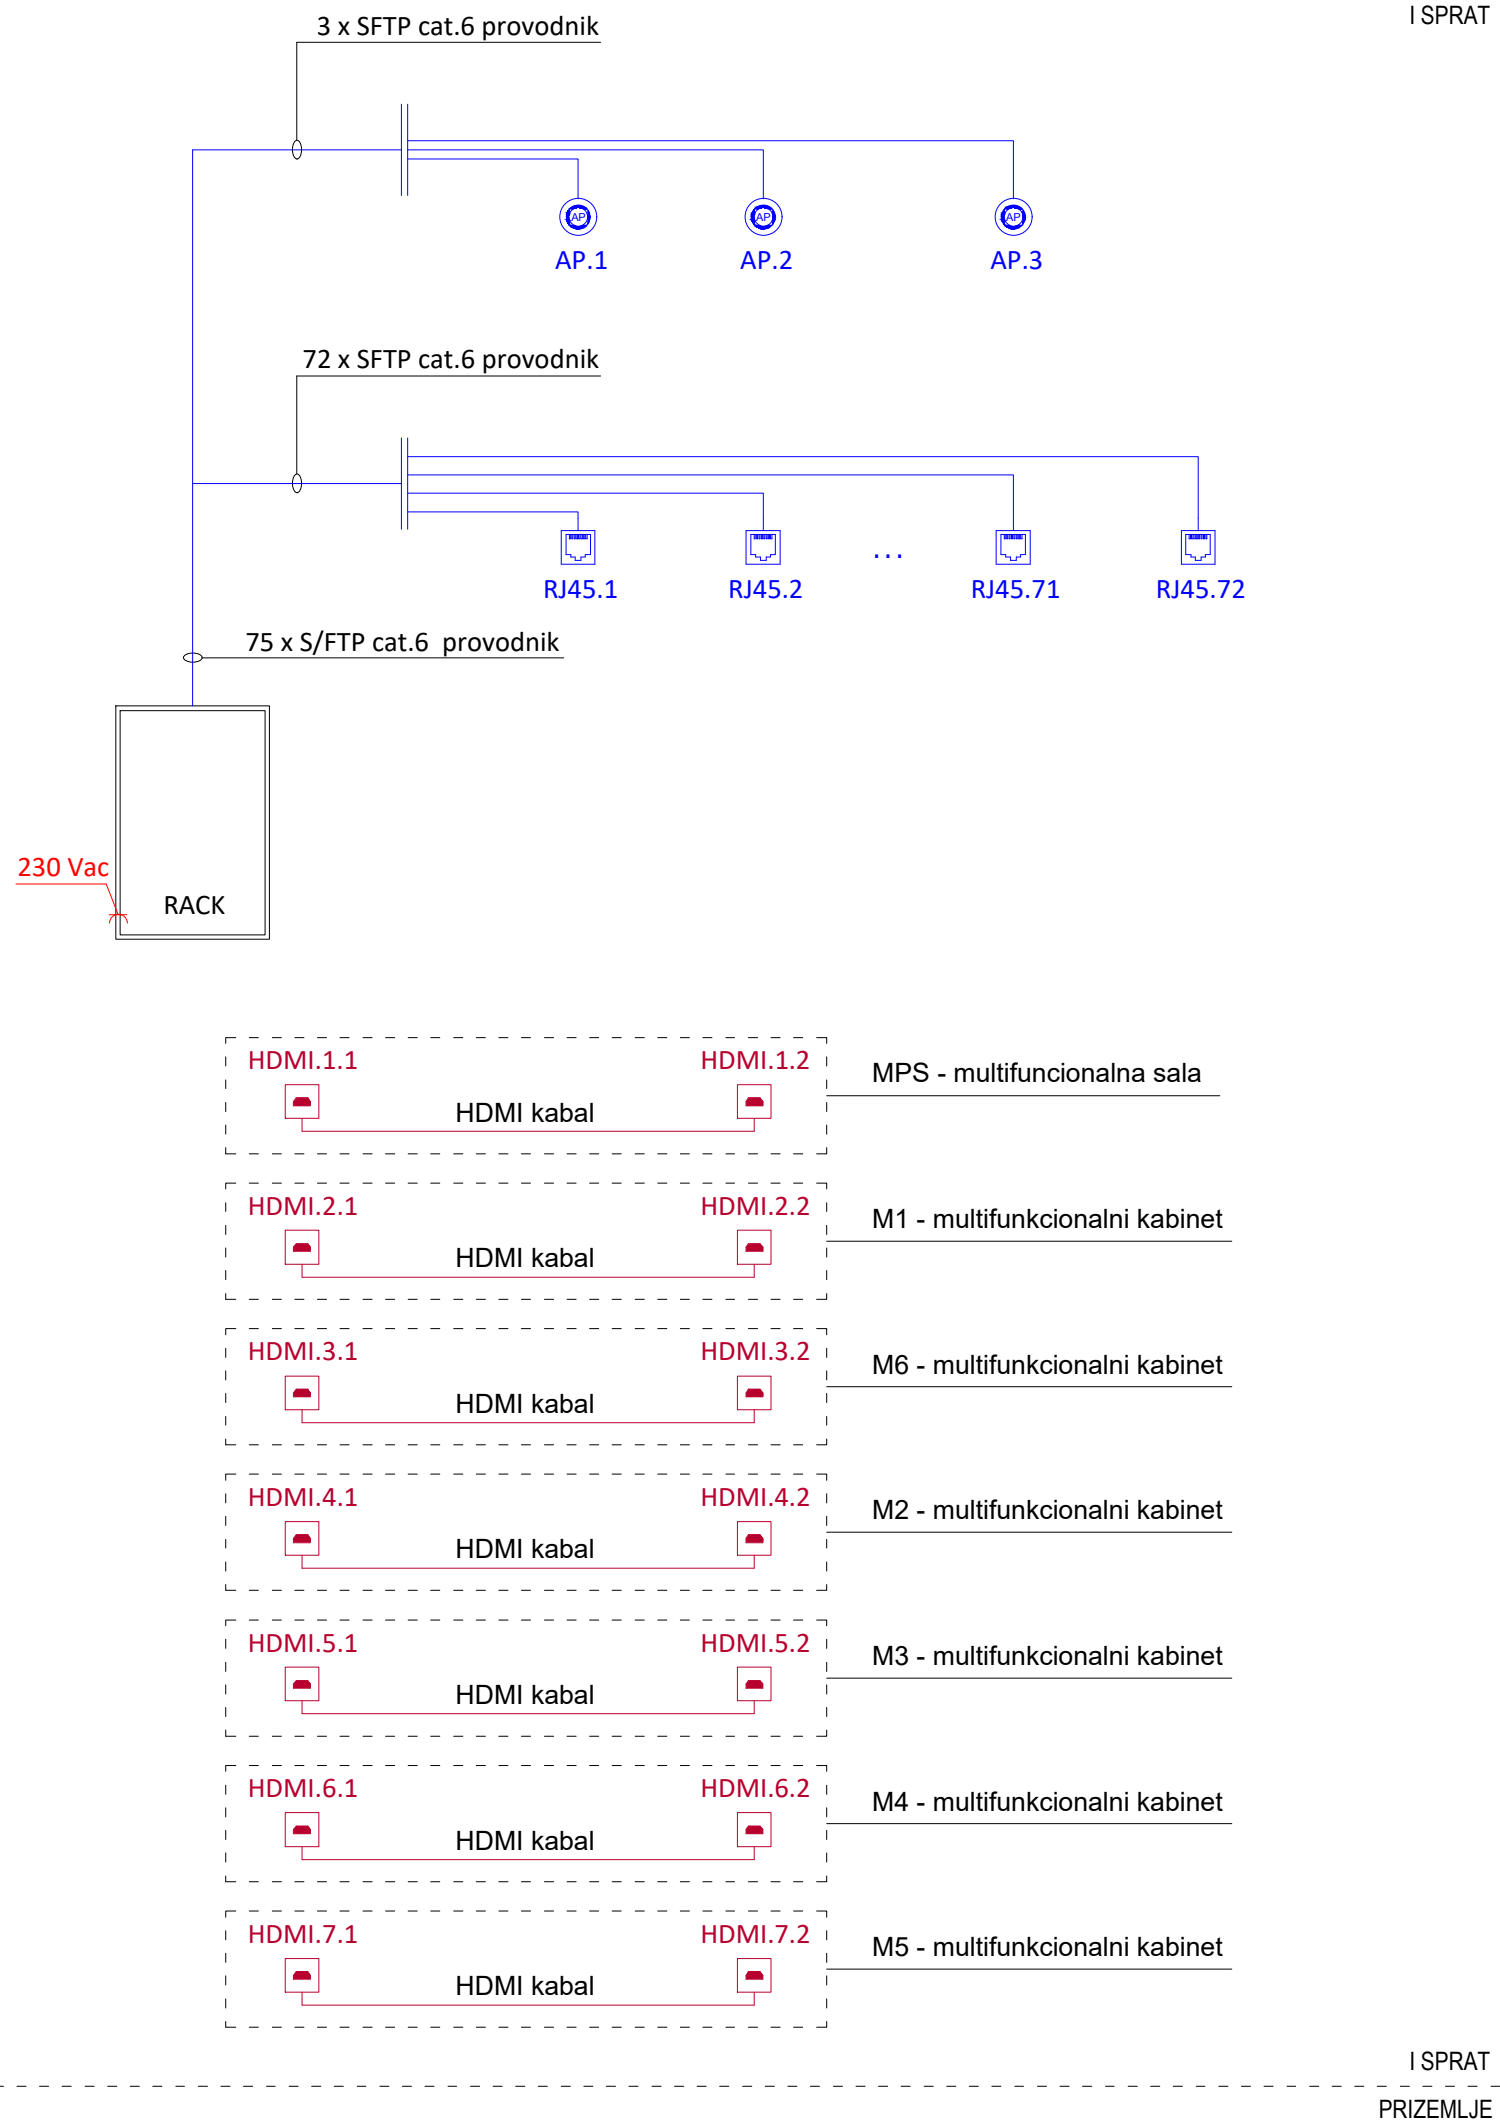 I SPRAT
3 x SFTP cat.6 provodnik
AP
AP
AP
AP.1
AP.2
AP.3
72 x SFTP cat.6 provodnik
...
RJ45.1
RJ45.2
RJ45.71
RJ45.72
75 x S/FTP cat.6  provodnik
230 Vac
RACK
HDMI.1.1
HDMI.1.2
MPS - multifuncionalna sala
HDMI kabal
HDMI.2.1
HDMI.2.2
M1 - multifunkcionalni kabinet
HDMI kabal
HDMI.3.1
HDMI.3.2
M6 - multifunkcionalni kabinet
HDMI kabal
HDMI.4.1
HDMI.4.2
M2 - multifunkcionalni kabinet
HDMI kabal
HDMI.5.1
HDMI.5.2
M3 - multifunkcionalni kabinet
HDMI kabal
HDMI.6.1
HDMI.6.2
M4 - multifunkcionalni kabinet
HDMI kabal
HDMI.7.1
HDMI.7.2
M5 - multifunkcionalni kabinet
HDMI kabal
I SPRAT
PRIZEMLJE